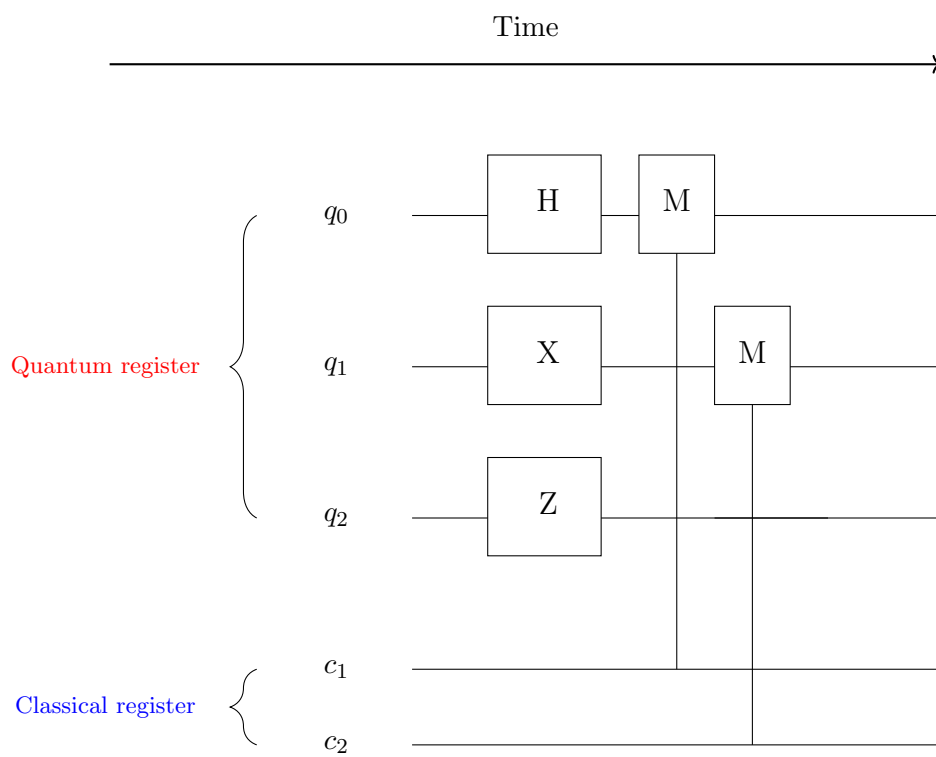 Time
q₀
H
M
Quantum register
q₁
X
M
q₂
Z
c₁
Classical register
c₂